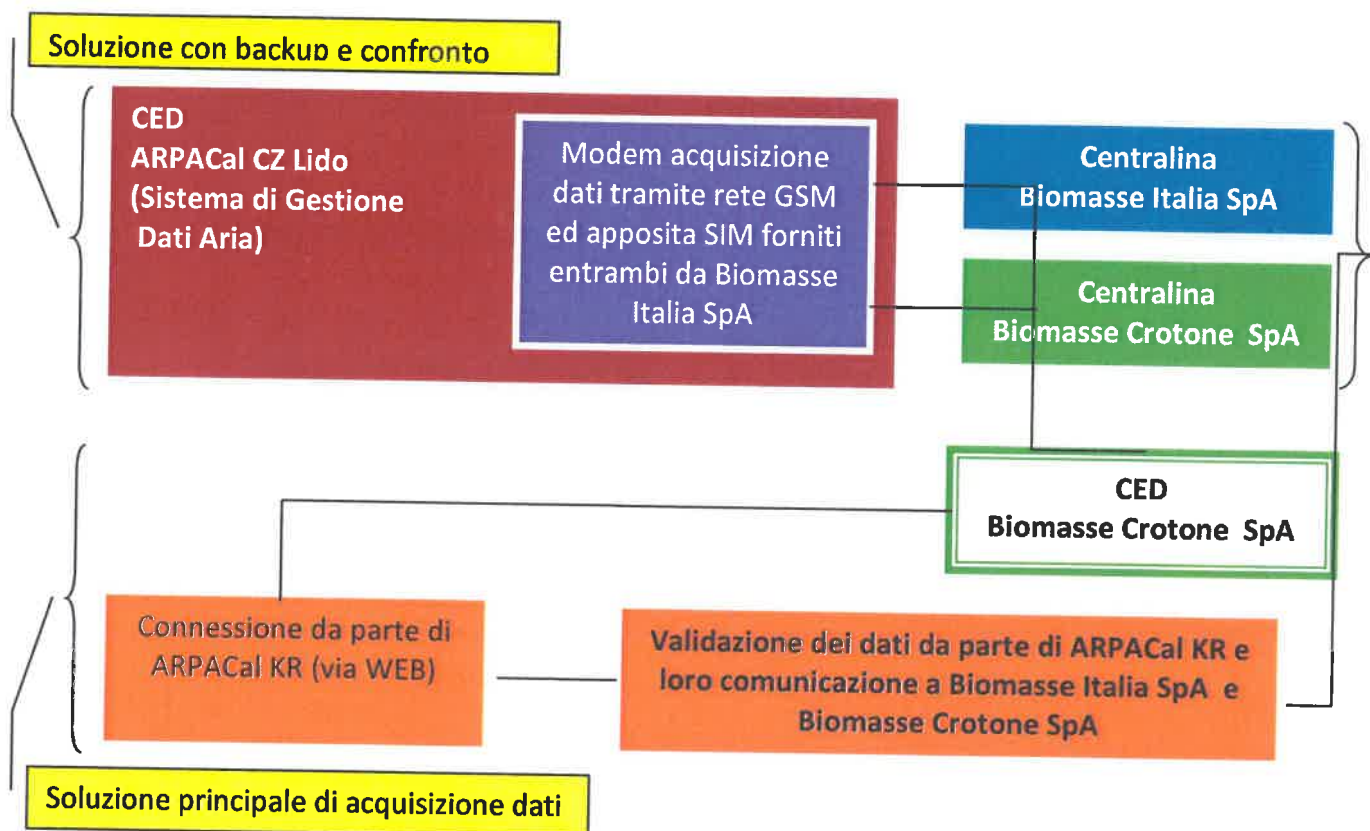 Soluzione con backup e confronto
CED
ARPACal CZ Lido
(Sistema di Gestione
Dati Aria)
Modem acquisizione
dati tramite rete GSM
ed apposita SIM forniti
entrambi da Biomasse
Italia SpA
Centralina
Biomasse Italia SpA
Centralina
Biomasse Crotone SpA
CED
Biomasse Crotone SpA
Connessione da parte di
ARPACal KR (via WEB)
Validazione dei dati da parte di ARPACal KR e
loro comunicazione a Biomasse Italia SpA e
Biomasse Crotone SpA
Soluzione principale di acquisizione dati